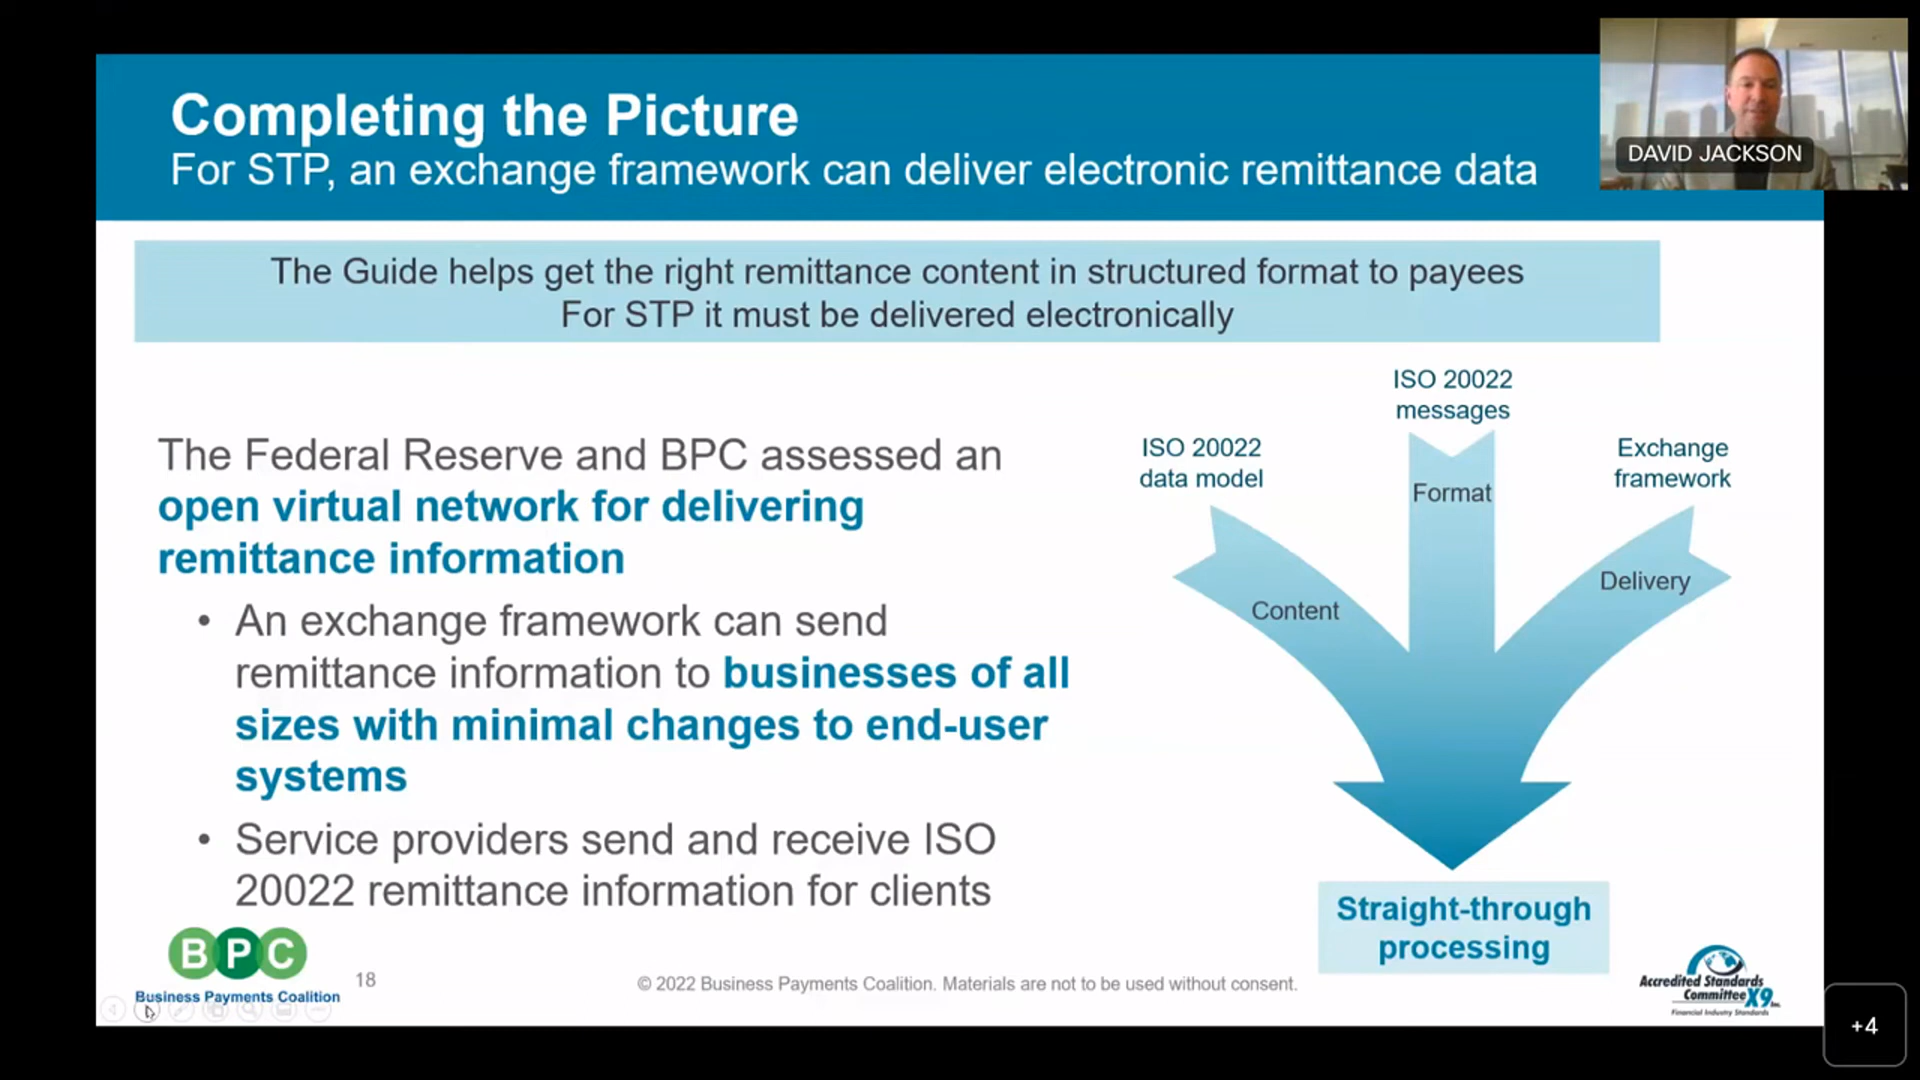 Completing the Picture
For STP, an exchange framework can deliver electronic remittance data
DAVID JACKSON
The Guide helps get the right remittance content in structured format to payees
For STP it must be delivered electronically
The Federal Reserve and BPC assessed an
open virtual network for delivering
remittance information
• An exchange framework can send
remittance information to businesses of all
sizes with minimal changes to end-user
systems
• Service providers send and receive ISO
20022 remittance information for clients
ISO 20022
data model
ISO 20022
messages
Exchange
framework
Content
Format
Delivery
Straight-through
processing
BPC
Business Payments Coalition
18
© 2022 Business Payments Coalition. Materials are not to be used without consent.
Accredited Standards
Committee X9 Inc.
Financial Industry Standards
+4